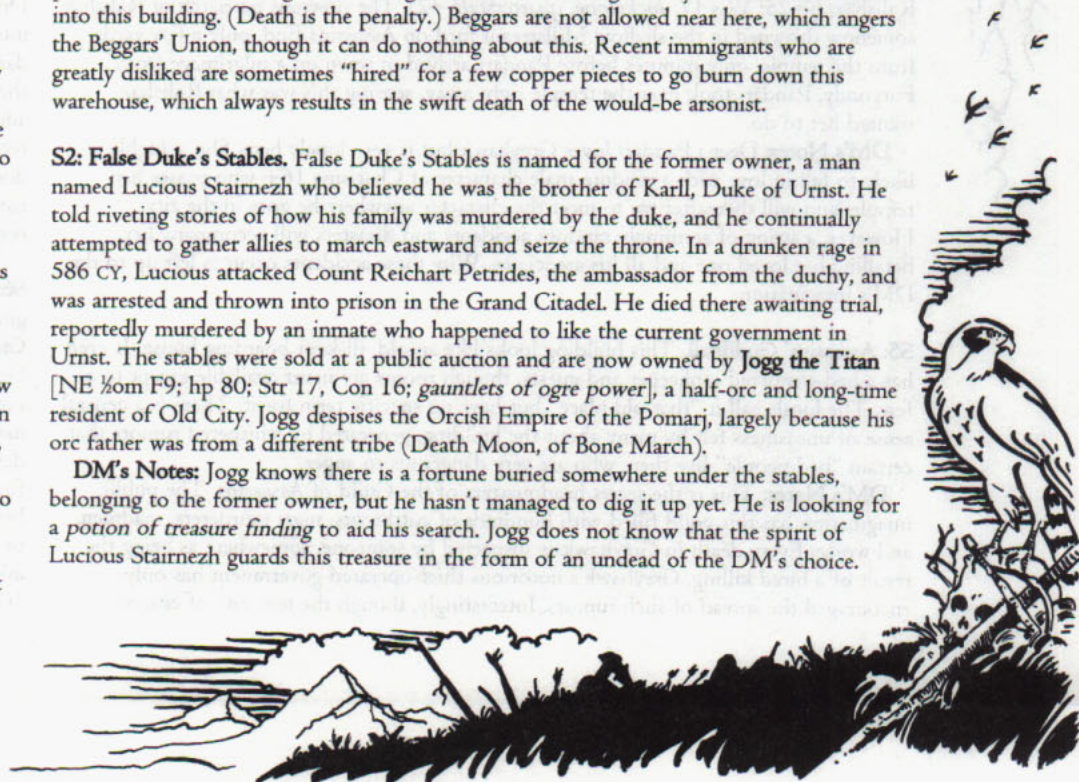 into this building. (Death is the penalty.) Beggars are not allowed near here, which angers
the Beggars' Union, though it can do nothing about this. Recent immigrants who are
greatly disliked are sometimes "hired" for a few copper pieces to go burn down this
warehouse, which always results in the swift death of the would-be arsonist.
S2: False Duke's Stables. False Duke's Stables is named for the former owner, a man
named Lucious Stairnezh who believed he was the brother of Karll, Duke of Urnst. He
told riveting stories of how his family was murdered by the duke, and he continually
attempted to gather allies to march eastward and seize the throne. In a drunken rage in
586 CY, Lucious attacked Count Reichart Petrides, the ambassador from the duchy, and
was arrested and thrown into prison in the Grand Citadel. He died there awaiting trial,
reportedly murdered by an inmate who happened to like the current government in
Urnst. The stables were sold at a public auction and are now owned by Jogg the Titan
[NE ½om F9; hp 80; Str 17, Con 16; gauntlets of ogre power], a half-orc and long-time
resident of Old City. Jogg despises the Orcish Empire of the Pomarj, largely because his
orc father was from a different tribe (Death Moon, of Bone March).
DM's Notes: Jogg knows that there is a fortune buried somewhere under the stables,
belonging to the former owner, but he hasn't managed to dig it up yet. He is looking for
a potion of treasure finding to aid his search. Jogg does not know that the spirit of
Lucious Stairnezh guards this treasure in the form of an undead of the DM's choice.